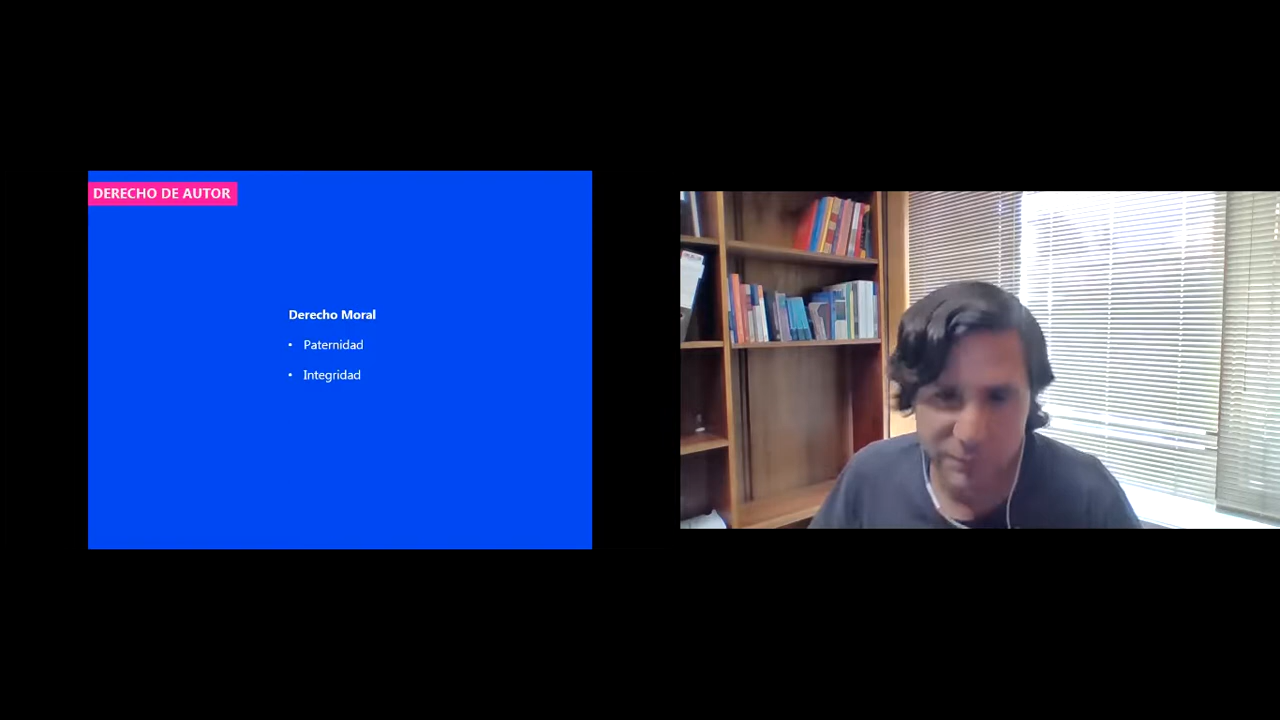 DERECHO DE AUTOR
Derecho Moral
• Paternidad
• Integridad